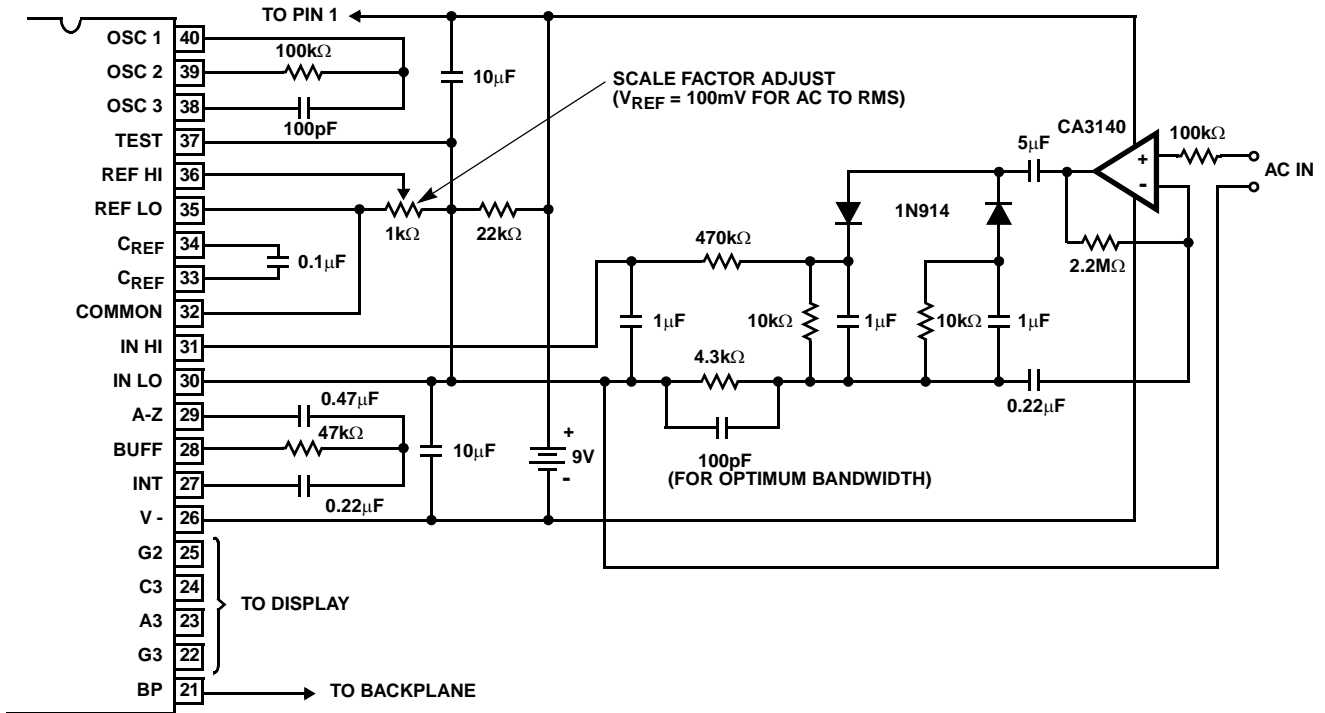 TO PIN 1
OSC 1 40
100kΩ
OSC 2 39
10μF
SCALE FACTOR ADJUST
(VREF = 100mV FOR AC TO RMS)
OSC 3 38
100pF
TEST 37
CA3140
100kΩ
5μF
+
-
AC IN
REF HI 36
REF LO 35
1kΩ
22kΩ
1N914
CREF 34
0.1μF
470kΩ
2.2MΩ
CREF 33
COMMON 32
1μF
10kΩ
1μF
10kΩ
1μF
IN HI 31
4.3kΩ
IN LO 30
0.22μF
0.47μF
A-Z 29
47kΩ
BUFF 28
10μF
+
9V
-
100pF
(FOR OPTIMUM BANDWIDTH)
INT 27
0.22μF
V - 26
G2 25
C3 24
TO DISPLAY
A3 23
G3 22
BP 21
TO BACKPLANE